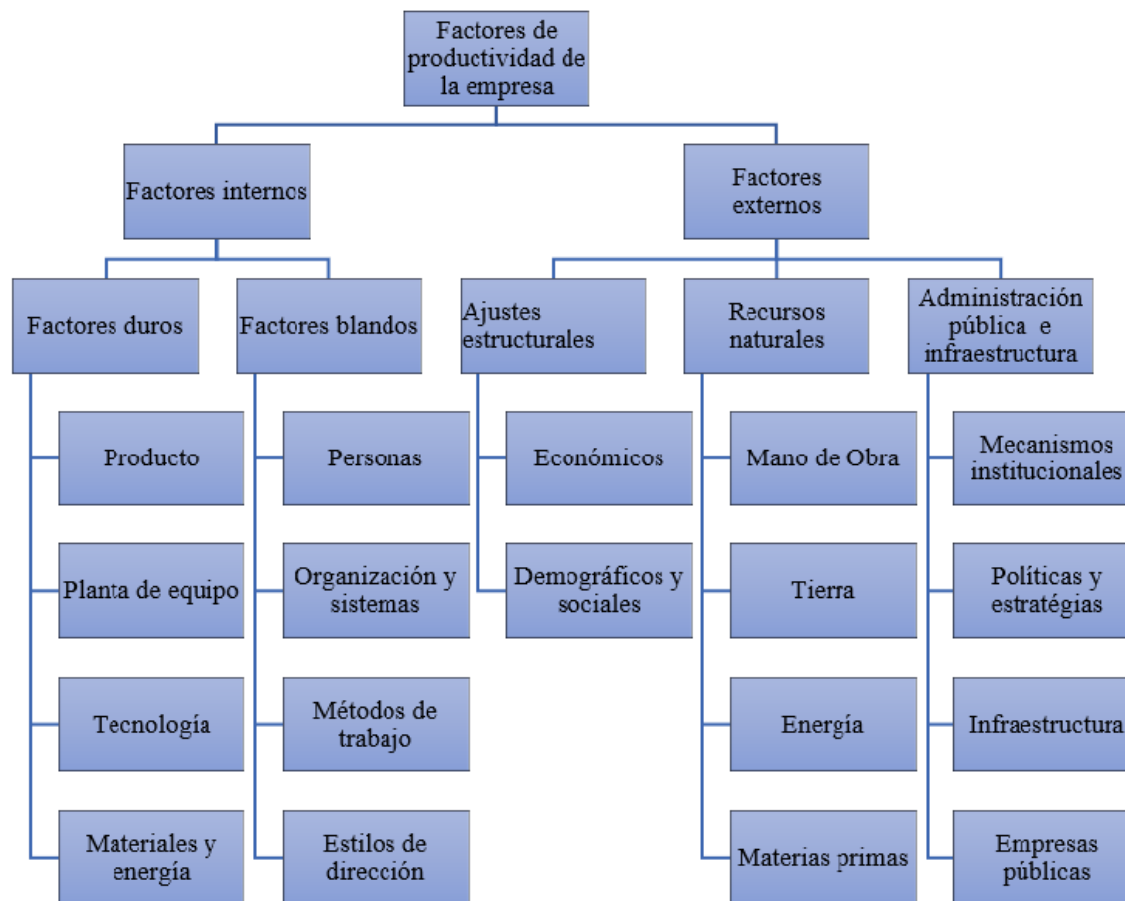 Factores de
productividad de
la empresa
Factores internos
Factores
externos
Factores duros
Factores blandos
Ajustes
estructurales
Recursos
naturales
Administración
pública e
infraestructura
Producto
Personas
Económicos
Mano de Obra
Mecanismos
institucionales
Planta de equipo
Organización y
sistemas
Demográficos y
sociales
Tierra
Políticas y
estratégias
Tecnología
Métodos de
trabajo
Energía
Infraestructura
Materiales y
energía
Estilos de
dirección
Materias primas
Empresas
públicas